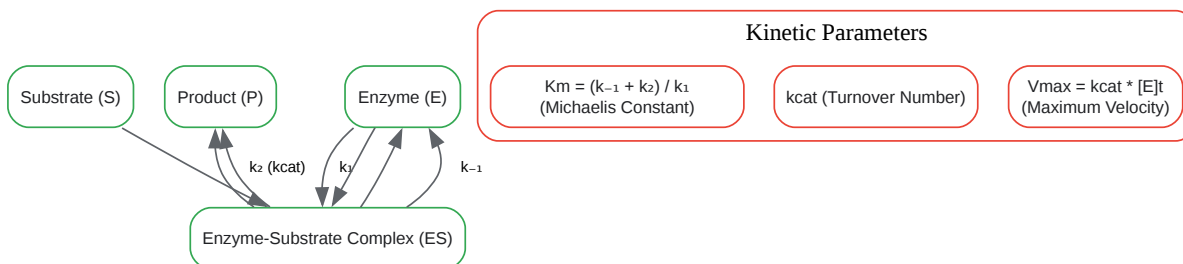 Kinetic Parameters
Substrate (S)
Product (P)
Enzyme (E)
Km = (k₋₁ + k₂) / k₁
(Michaelis Constant)
kcat (Turnover Number)
Vmax = kcat * [E]t
(Maximum Velocity)
k₂ (kcat)
k₁
k₋₁
Enzyme-Substrate Complex (ES)